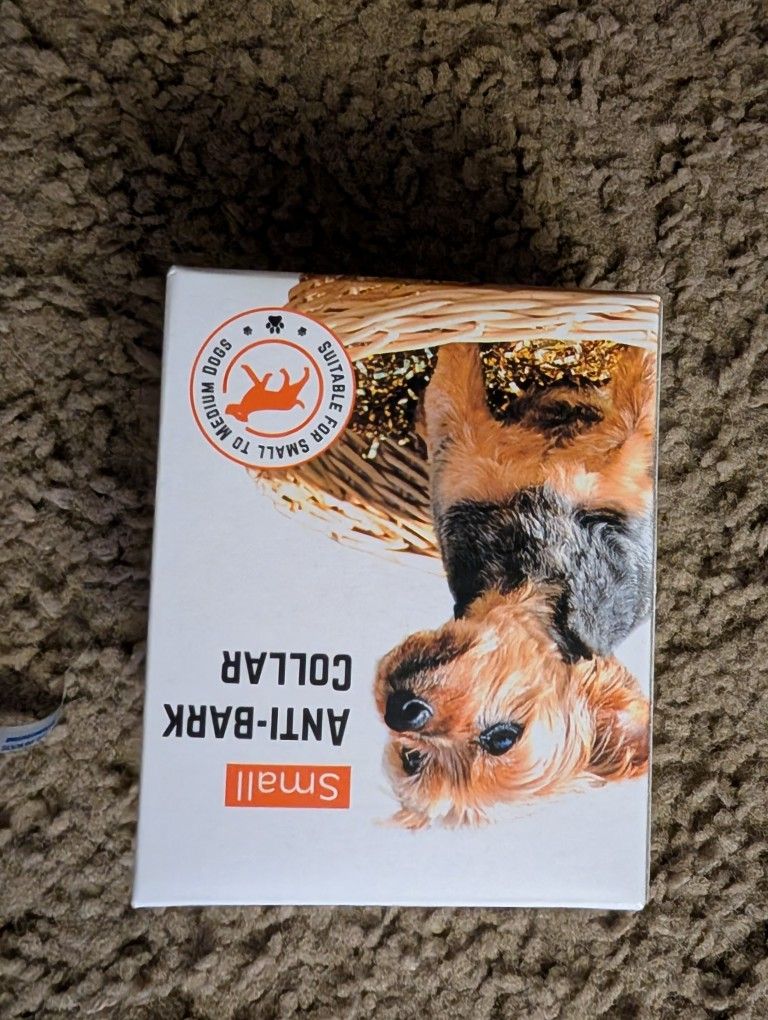 Small
ANTI-BARK
COLLAR
SUITABLE FOR SMALL TO MEDIUM DOGS